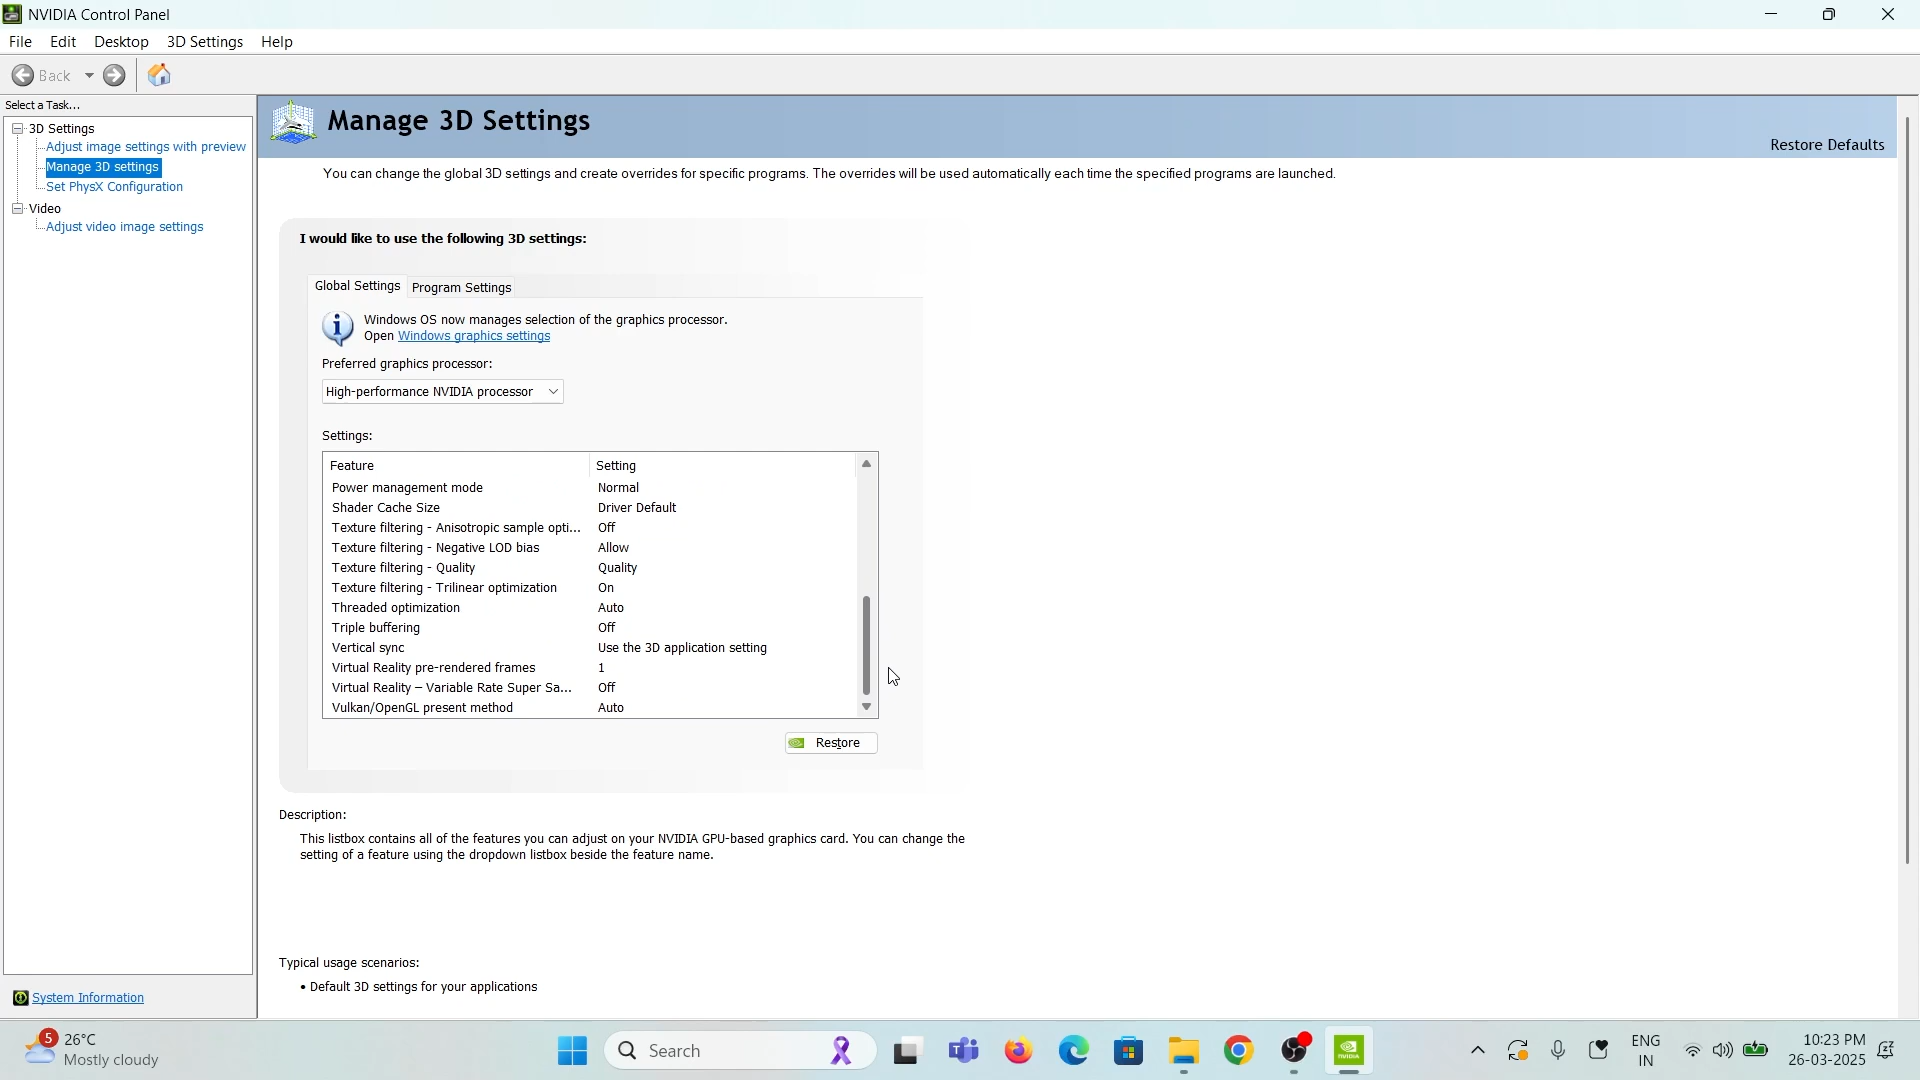 NVIDIA Control Panel
File Edit Desktop 3D Settings Help
Back
Select a Task...
3D Settings
Adjust image settings with preview
Manage 3D settings
Set PhysX Configuration
Video
Adjust video image settings
System Information
Manage 3D Settings
Restore Defaults
You can change the global 3D settings and create overrides for specific programs. The overrides will be used automatically each time the specified programs are launched.
I would like to use the following 3D settings:
Global Settings Program Settings
Windows OS now manages selection of the graphics processor.
Open Windows graphics settings
Preferred graphics processor:
High-performance NVIDIA processor
Settings:
Feature Setting
Power management mode Normal
Shader Cache Size Driver Default
Texture filtering - Anisotropic sample opti... Off
Texture filtering - Negative LOD bias Allow
Texture filtering - Quality Quality
Texture filtering - Trilinear optimization On
Threaded optimization Auto
Triple buffering Off
Vertical sync Use the 3D application setting
Virtual Reality pre-rendered frames 1
Virtual Reality – Variable Rate Super Sa... Off
Vulkan/OpenGL present method Auto
Restore
Description:
This listbox contains all of the features you can adjust on your NVIDIA GPU-based graphics card. You can change the
setting of a feature using the dropdown listbox beside the feature name.
Typical usage scenarios:
• Default 3D settings for your applications
5 26°C
Mostly cloudy
Search
NVIDIA
ENG
IN
10:23 PM
26-03-2025